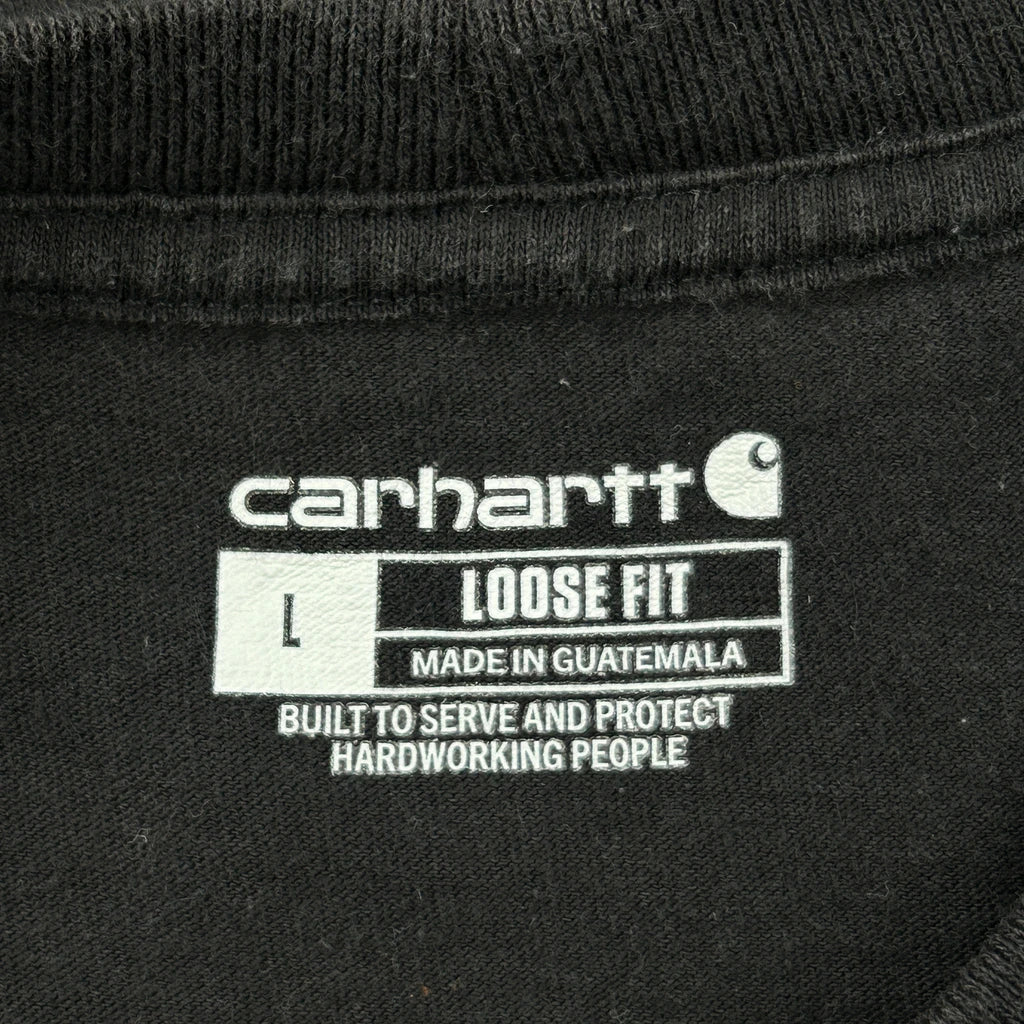 carhartt
L
LOOSE FIT
MADE IN GUATEMALA
BUILT TO SERVE AND PROTECT
HARDWORKING PEOPLE